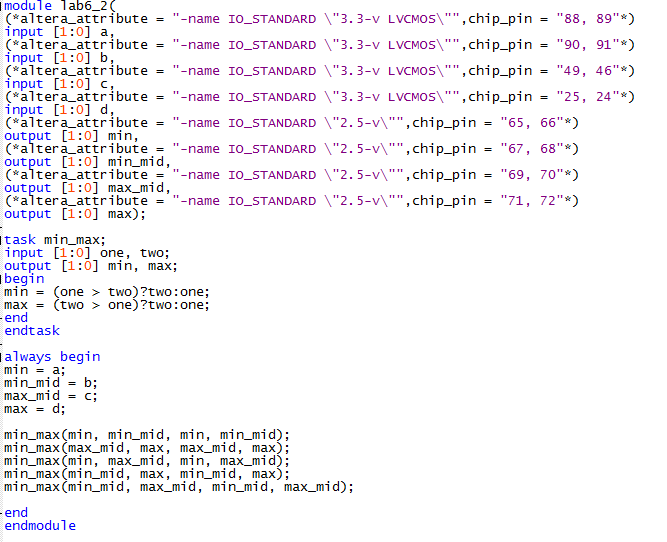 module lab6_2(
(*altera_attribute = "-name IO_STANDARD \"3.3-v LVCMOS\"",chip_pin = "88, 89"*)
input [1:0] a,
(*altera_attribute = "-name IO_STANDARD \"3.3-v LVCMOS\"",chip_pin = "90, 91"*)
input [1:0] b,
(*altera_attribute = "-name IO_STANDARD \"3.3-v LVCMOS\"",chip_pin = "49, 46"*)
input [1:0] c,
(*altera_attribute = "-name IO_STANDARD \"3.3-v LVCMOS\"",chip_pin = "25, 24"*)
input [1:0] d,
(*altera_attribute = "-name IO_STANDARD \"2.5-v\"",chip_pin = "65, 66"*)
output [1:0] min,
(*altera_attribute = "-name IO_STANDARD \"2.5-v\"",chip_pin = "67, 68"*)
output [1:0] min_mid,
(*altera_attribute = "-name IO_STANDARD \"2.5-v\"",chip_pin = "69, 70"*)
output [1:0] max_mid,
(*altera_attribute = "-name IO_STANDARD \"2.5-v\"",chip_pin = "71, 72"*)
output [1:0] max);
task min_max;
input [1:0] one, two;
output [1:0] min, max;
begin
min = (one > two)?two:one;
max = (two > one)?two:one;
end
endtask
always begin
min = a;
min_mid = b;
max_mid = c;
max = d;
min_max(min, min_mid, min, min_mid);
min_max(max_mid, max, max_mid, max);
min_max(min, max_mid, min, max_mid);
min_max(min_mid, max, min_mid, max);
min_max(min_mid, max_mid, min_mid, max_mid);
end
endmodule